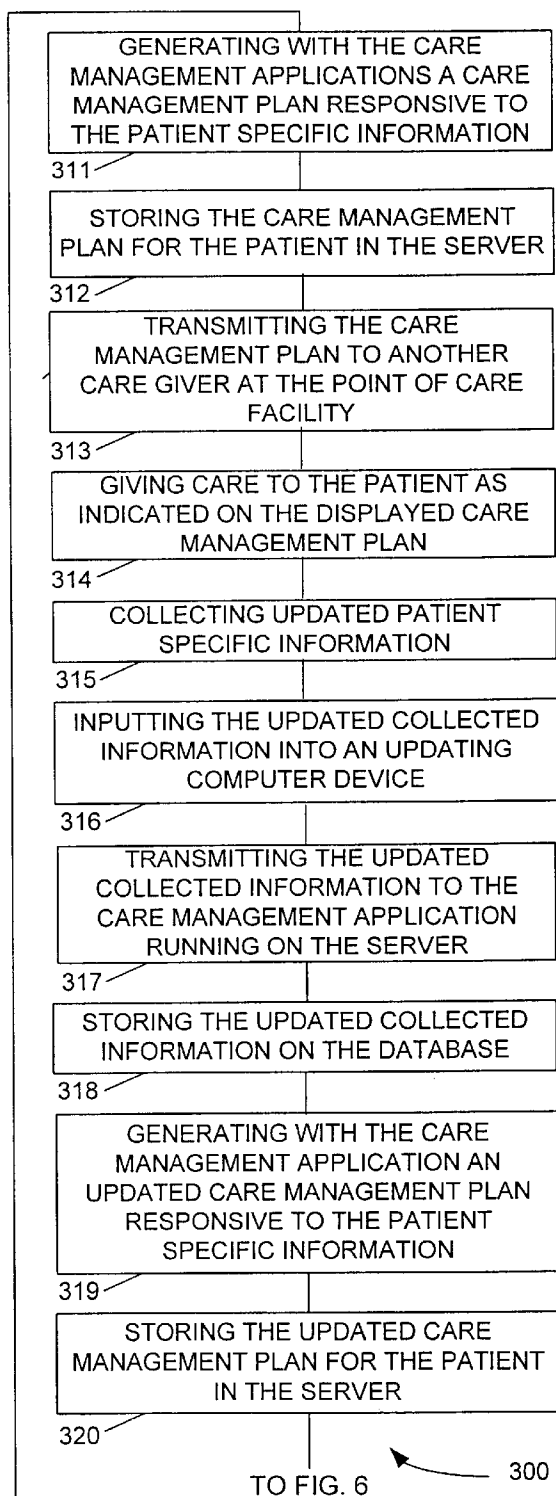 GENERATING WITH THE CARE
MANAGEMENT APPLICATIONS A CARE
MANAGEMENT PLAN RESPONSIVE TO
THE PATIENT SPECIFIC INFORMATION
311
STORING THE CARE MANAGEMENT
PLAN FOR THE PATIENT IN THE SERVER
312
TRANSMITTING THE CARE
MANAGEMENT PLAN TO ANOTHER
CARE GIVER AT THE POINT OF CARE
FACILITY
313
GIVING CARE TO THE PATIENT AS
INDICATED ON THE DISPLAYED CARE
MANAGEMENT PLAN
314
COLLECTING UPDATED PATIENT
SPECIFIC INFORMATION
315
INPUTTING THE UPDATED COLLECTED
INFORMATION INTO AN UPDATING
COMPUTER DEVICE
316
TRANSMITTING THE UPDATED
COLLECTED INFORMATION TO THE
CARE MANAGEMENT APPLICATION
RUNNING ON THE SERVER
317
STORING THE UPDATED COLLECTED
INFORMATION ON THE DATABASE
318
GENERATING WITH THE CARE
MANAGEMENT APPLICATION AN
UPDATED CARE MANAGEMENT PLAN
RESPONSIVE TO THE PATIENT
SPECIFIC INFORMATION
319
STORING THE UPDATED CARE
MANAGEMENT PLAN FOR THE PATIENT
IN THE SERVER
320
300
TO FIG. 6